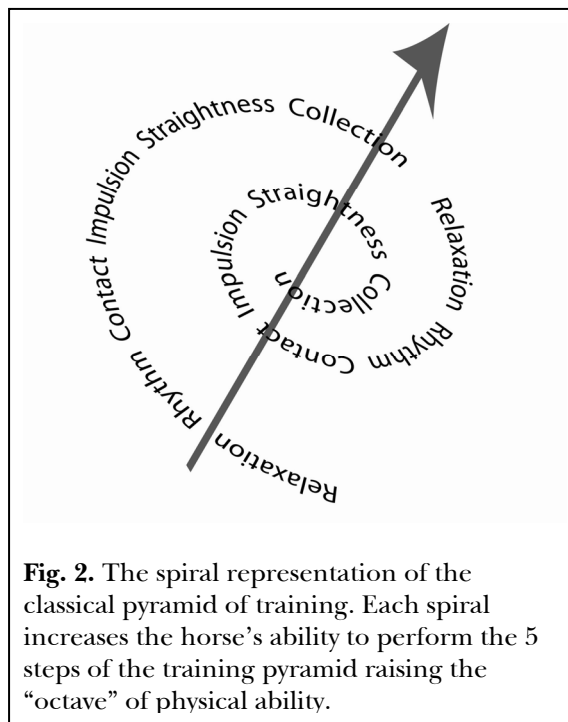 Relaxation Rhythm Contact Impulsion Straightness Collection
Relaxation Rhythm Contact Impulsion Straightness Collection
Collection
Fig. 2. The spiral representation of the
classical pyramid of training. Each spiral
increases the horse’s ability to perform the 5
steps of the training pyramid raising the
“octave” of physical ability.